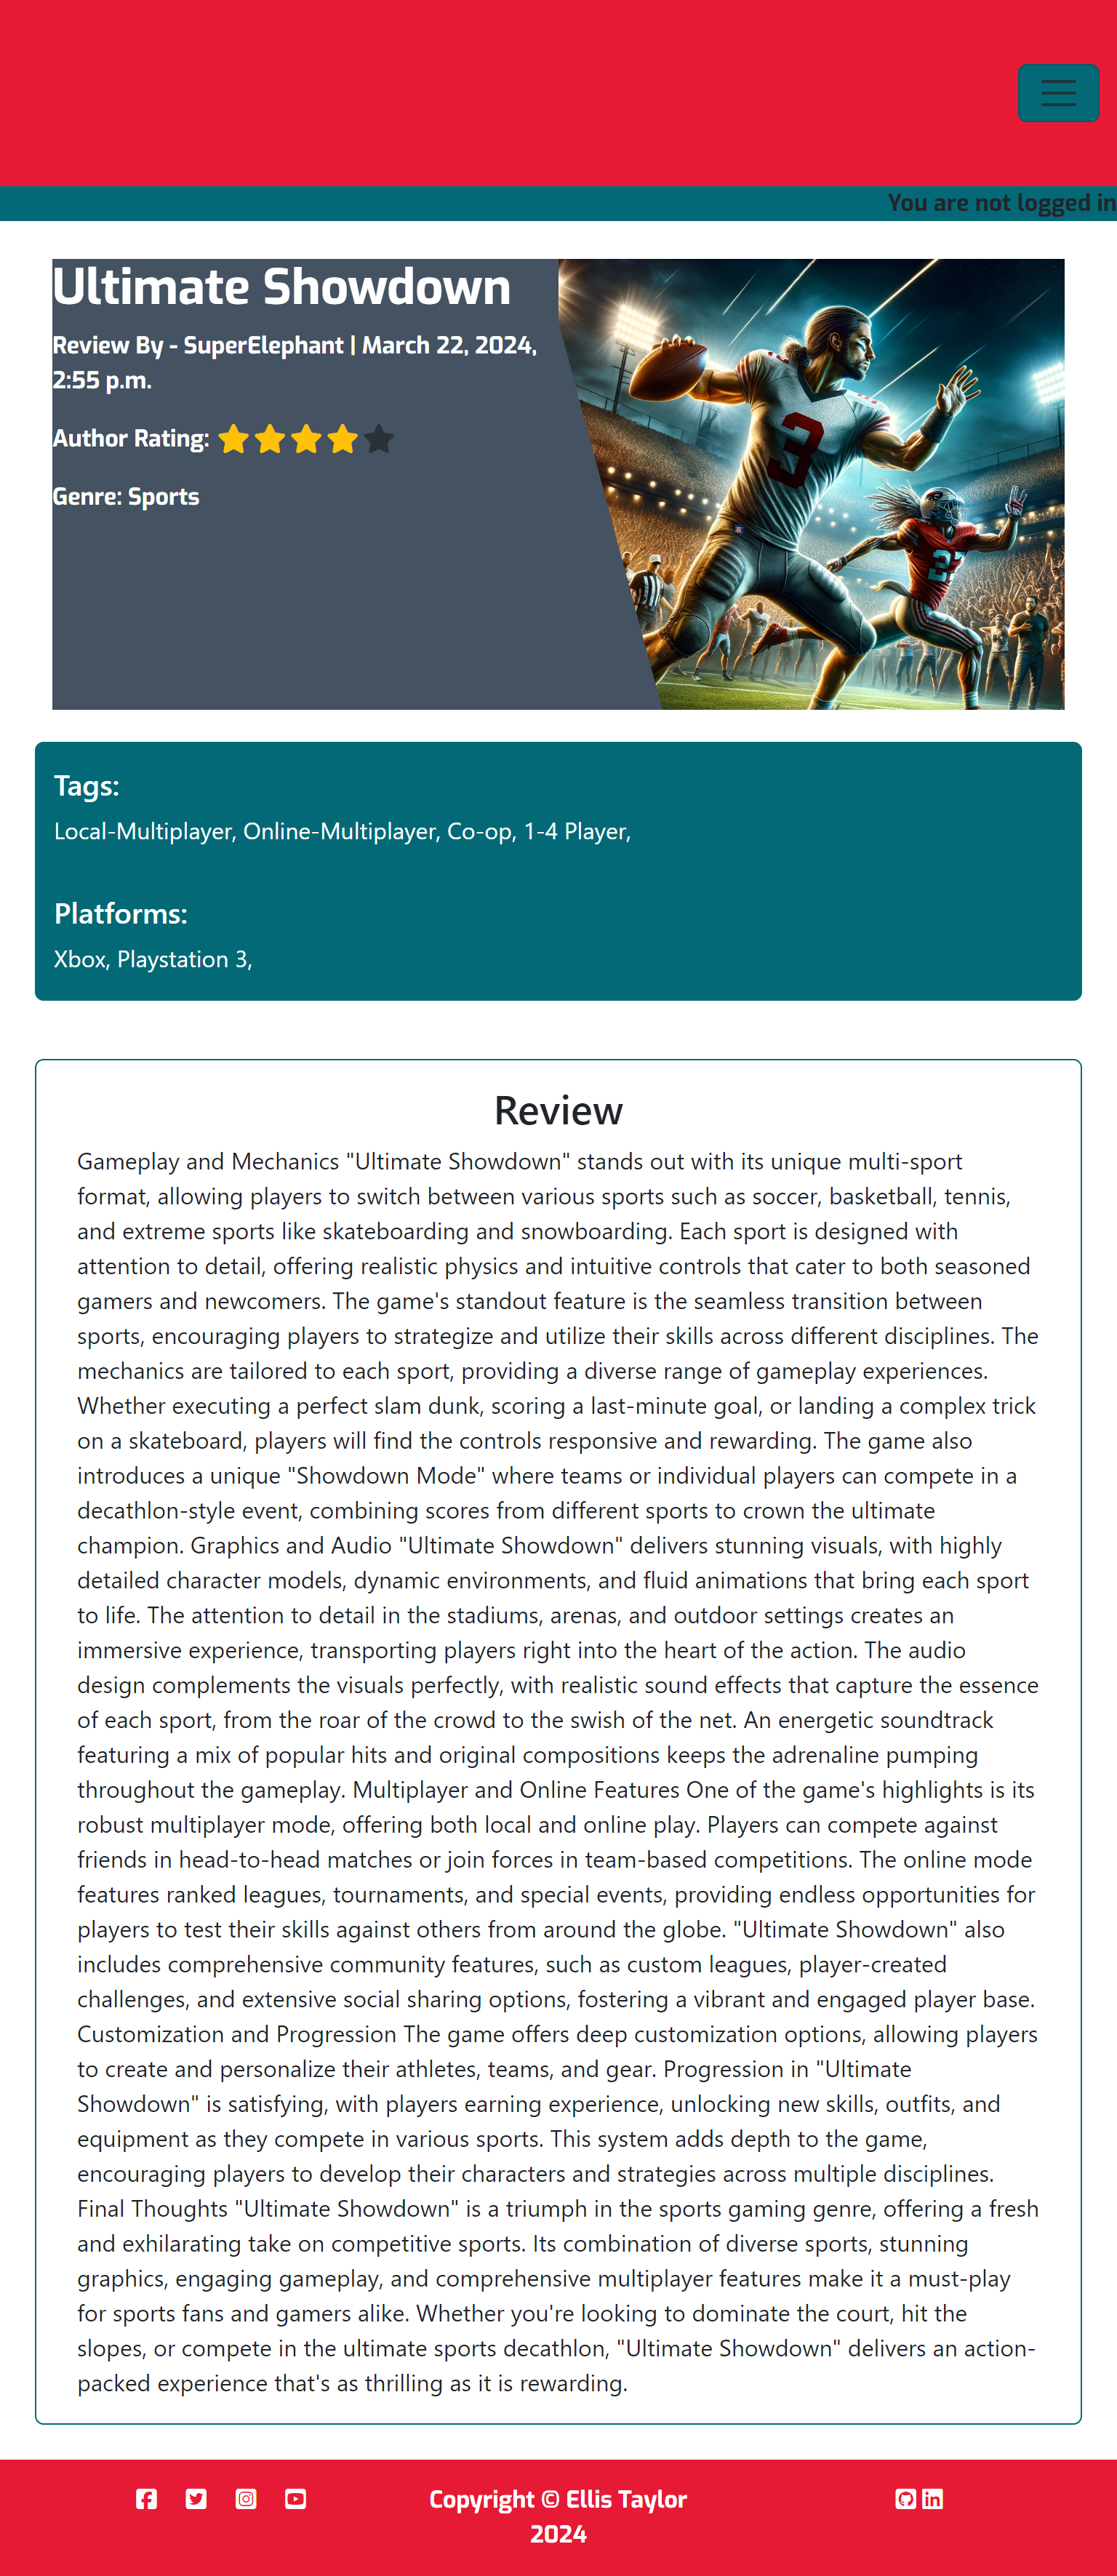 You are not logged in
Ultimate Showdown
Review By - SuperElephant | March 22, 2024,
2:55 p.m.
Author Rating:
Genre: Sports
3
Tags:
Local-Multiplayer, Online-Multiplayer, Co-op, 1-4 Player,
Platforms:
Xbox, Playstation 3,
Review
Gameplay and Mechanics "Ultimate Showdown" stands out with its unique multi-sport
format, allowing players to switch between various sports such as soccer, basketball, tennis,
and extreme sports like skateboarding and snowboarding. Each sport is designed with
attention to detail, offering realistic physics and intuitive controls that cater to both seasoned
gamers and newcomers. The game's standout feature is the seamless transition between
sports, encouraging players to strategize and utilize their skills across different disciplines. The
mechanics are tailored to each sport, providing a diverse range of gameplay experiences.
Whether executing a perfect slam dunk, scoring a last-minute goal, or landing a complex trick
on a skateboard, players will find the controls responsive and rewarding. The game also
introduces a unique "Showdown Mode" where teams or individual players can compete in a
decathlon-style event, combining scores from different sports to crown the ultimate
champion. Graphics and Audio "Ultimate Showdown" delivers stunning visuals, with highly
detailed character models, dynamic environments, and fluid animations that bring each sport
to life. The attention to detail in the stadiums, arenas, and outdoor settings creates an
immersive experience, transporting players right into the heart of the action. The audio
design complements the visuals perfectly, with realistic sound effects that capture the essence
of each sport, from the roar of the crowd to the swish of the net. An energetic soundtrack
featuring a mix of popular hits and original compositions keeps the adrenaline pumping
throughout the gameplay. Multiplayer and Online Features One of the game's highlights is its
robust multiplayer mode, offering both local and online play. Players can compete against
friends in head-to-head matches or join forces in team-based competitions. The online mode
features ranked leagues, tournaments, and special events, providing endless opportunities for
players to test their skills against others from around the globe. "Ultimate Showdown" also
includes comprehensive community features, such as custom leagues, player-created
challenges, and extensive social sharing options, fostering a vibrant and engaged player base.
Customization and Progression The game offers deep customization options, allowing players
to create and personalize their athletes, teams, and gear. Progression in "Ultimate
Showdown" is satisfying, with players earning experience, unlocking new skills, outfits, and
equipment as they compete in various sports. This system adds depth to the game,
encouraging players to develop their characters and strategies across multiple disciplines.
Final Thoughts "Ultimate Showdown" is a triumph in the sports gaming genre, offering a fresh
and exhilarating take on competitive sports. Its combination of diverse sports, stunning
graphics, engaging gameplay, and comprehensive multiplayer features make it a must-play
for sports fans and gamers alike. Whether you're looking to dominate the court, hit the
slopes, or compete in the ultimate sports decathlon, "Ultimate Showdown" delivers an action-
packed experience that's as thrilling as it is rewarding.
Copyright © Ellis Taylor
2024